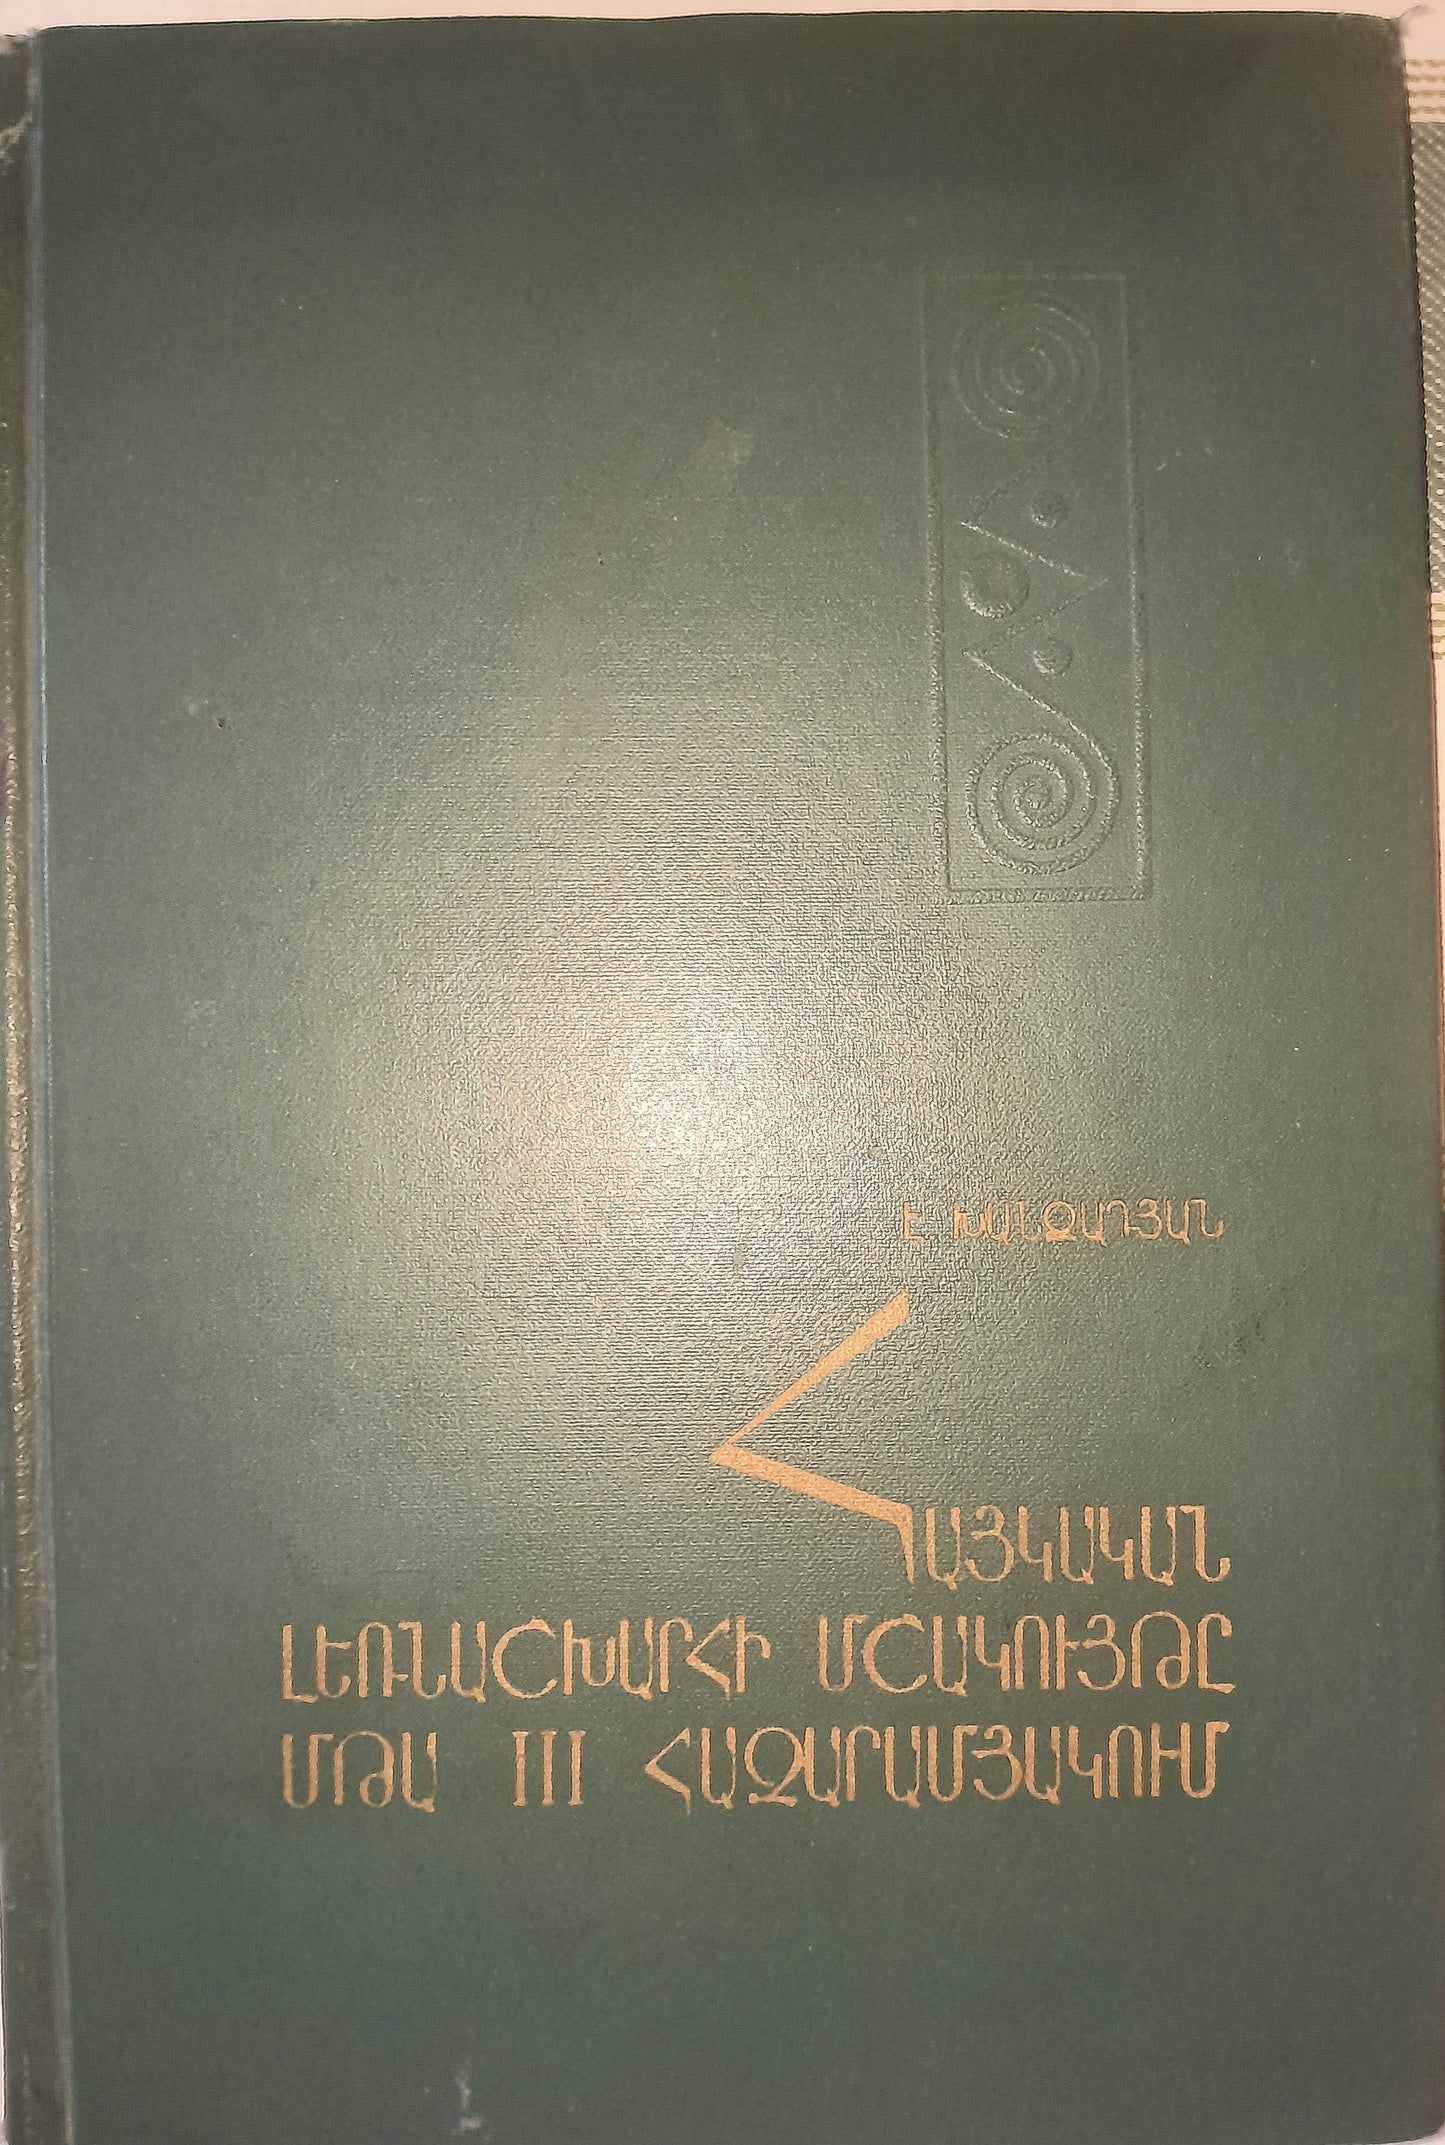 Է ԽԱՆԶԱԴՅԱՆ
ՀԱՅԿԱԿԱՆ
ԼԵՌՆԱՇԽԱՐՀԻ ՄՇԱԿՈՒՅԹԸ
ՄԹԱ III ՀԱԶԱՐԱՄՅԱԿՈՒՄ